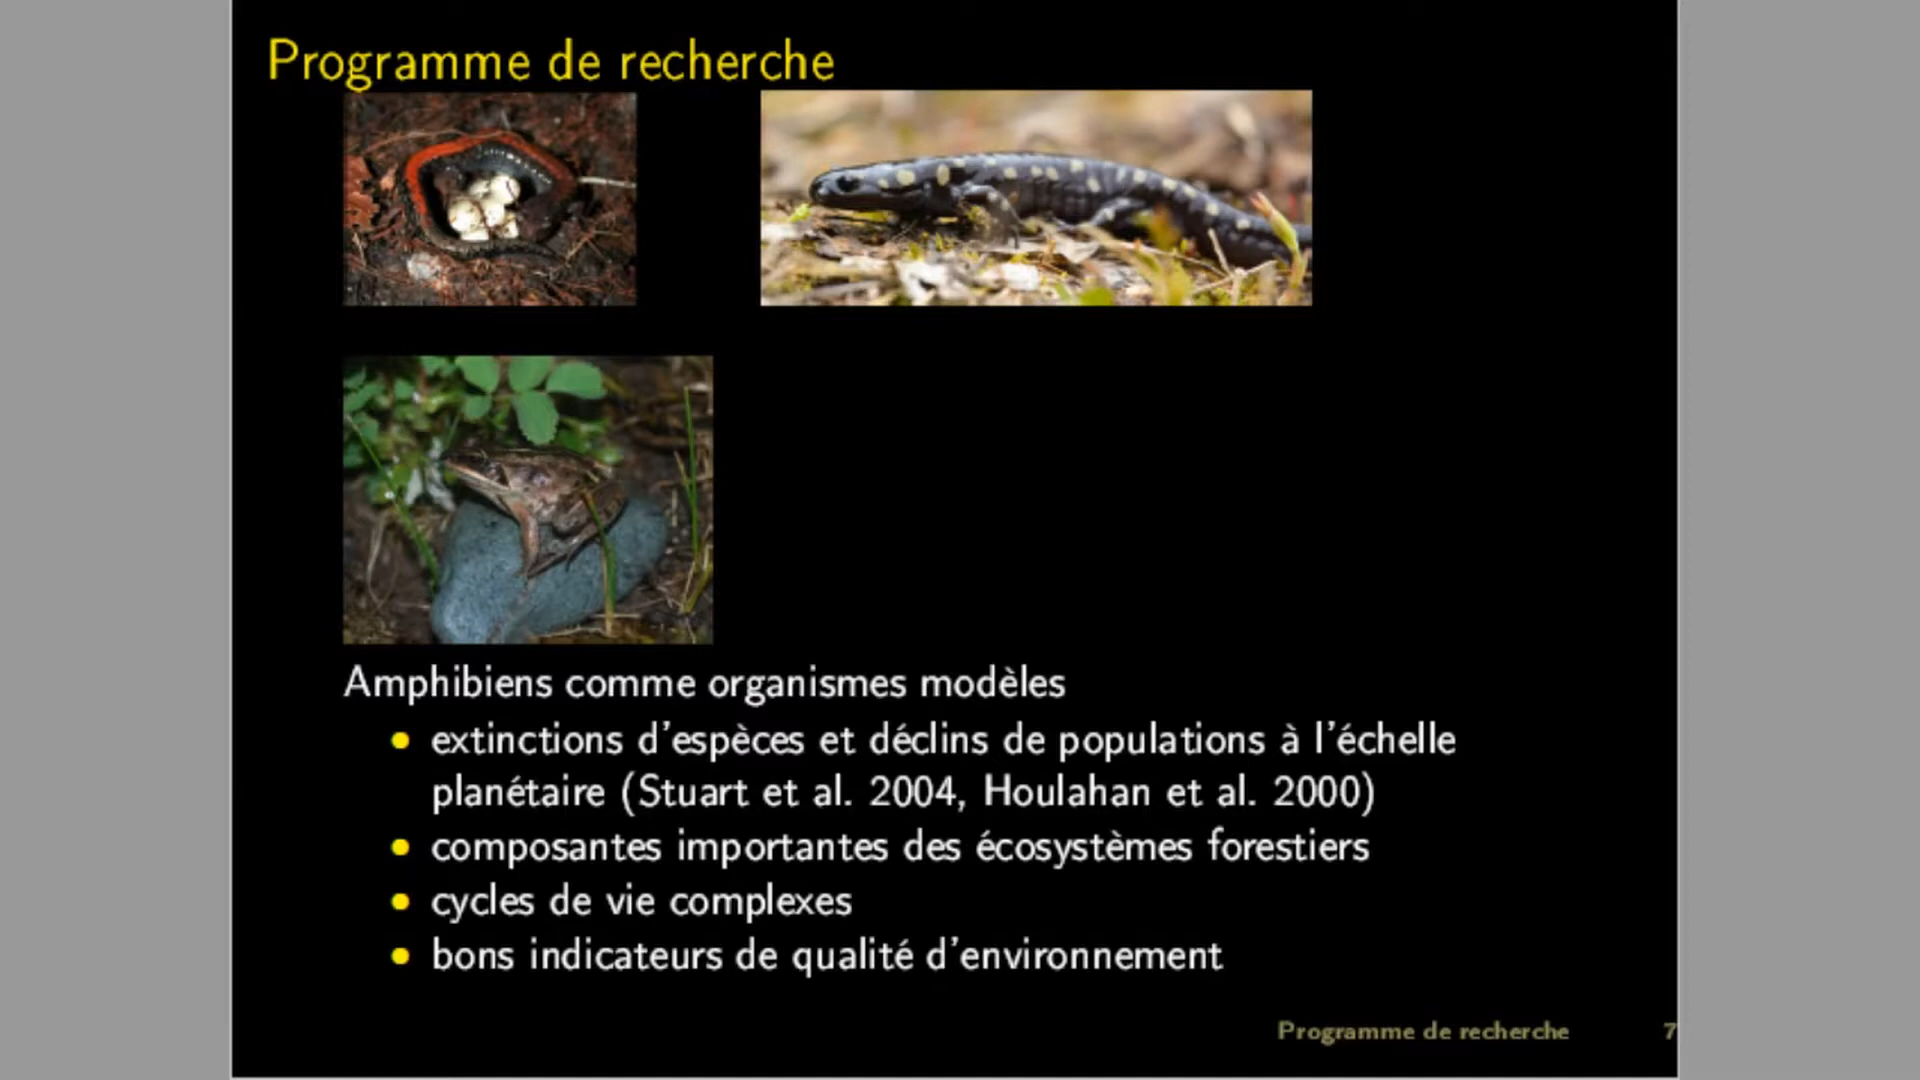 Programme de recherche
Amphibiens comme organismes modèles
• extinctions d'espèces et déclins de populations à l'échelle
planétaire (Stuart et al. 2004, Houlahan et al. 2000)
• composantes importantes des écosystèmes forestiers
• cycles de vie complexes
• bons indicateurs de qualité d'environnement
Programme de recherche 7